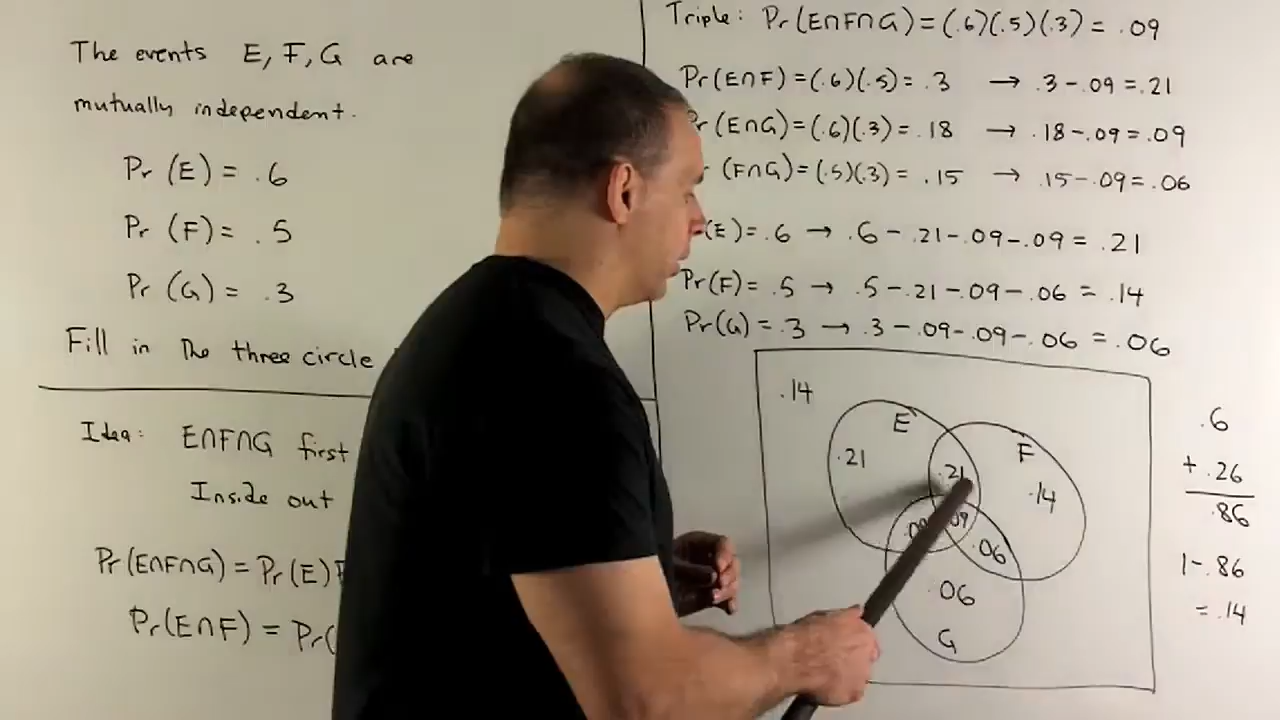 The events E, F, G are
mutually independent.
Pr (E) = .6
Pr (F) = .5
Pr (G) = .3
Fill in the three circle
Idea: E∩F∩G first
Inside out
Pr(E∩F∩G) = Pr(E)
Pr(E∩F) = Pr(
Triple: Pr(E∩F∩G) = (.6)(.5)(.3) = .09
Pr(E∩F) = (.6)(.5) = .3 → .3 - .09 = .21
Pr(E∩G) = (.6)(.3) = .18 → .18 - .09 = .09
(F∩G) = (.5)(.3) = .15 → .15 - .09 = .06
(E) = .6 → .6 - .21 - .09 - .09 = .21
Pr(F) = .5 → .5 - .21 - .09 - .06 = .14
Pr(G) = .3 → .3 - .09 - .09 - .06 = .06
.14
E
F
.21
.21
.14
.09
.09
.06
.06
G
.6
+ .26
.86
1 - .86
= .14